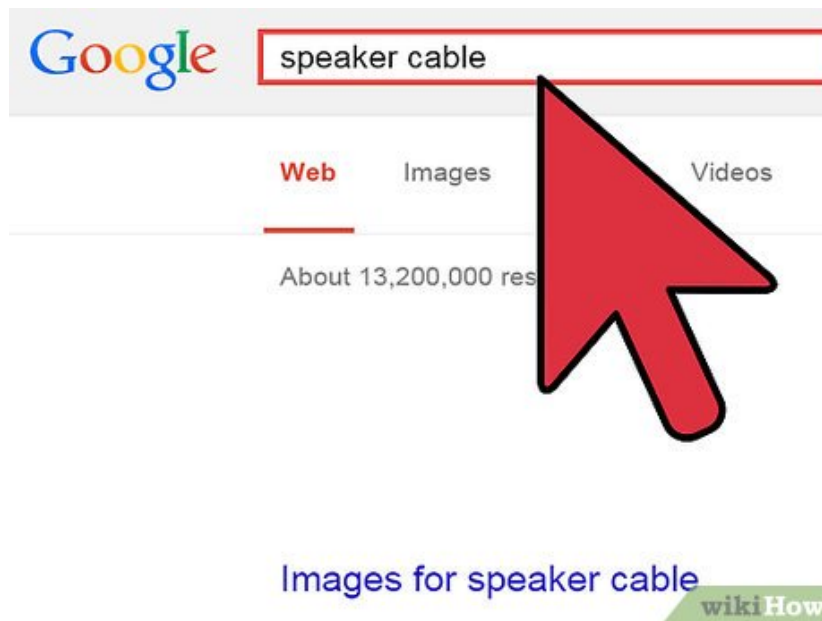 Google speaker cable
Web Images Videos
About 13,200,000 res
Images for speaker cable
wikiHow